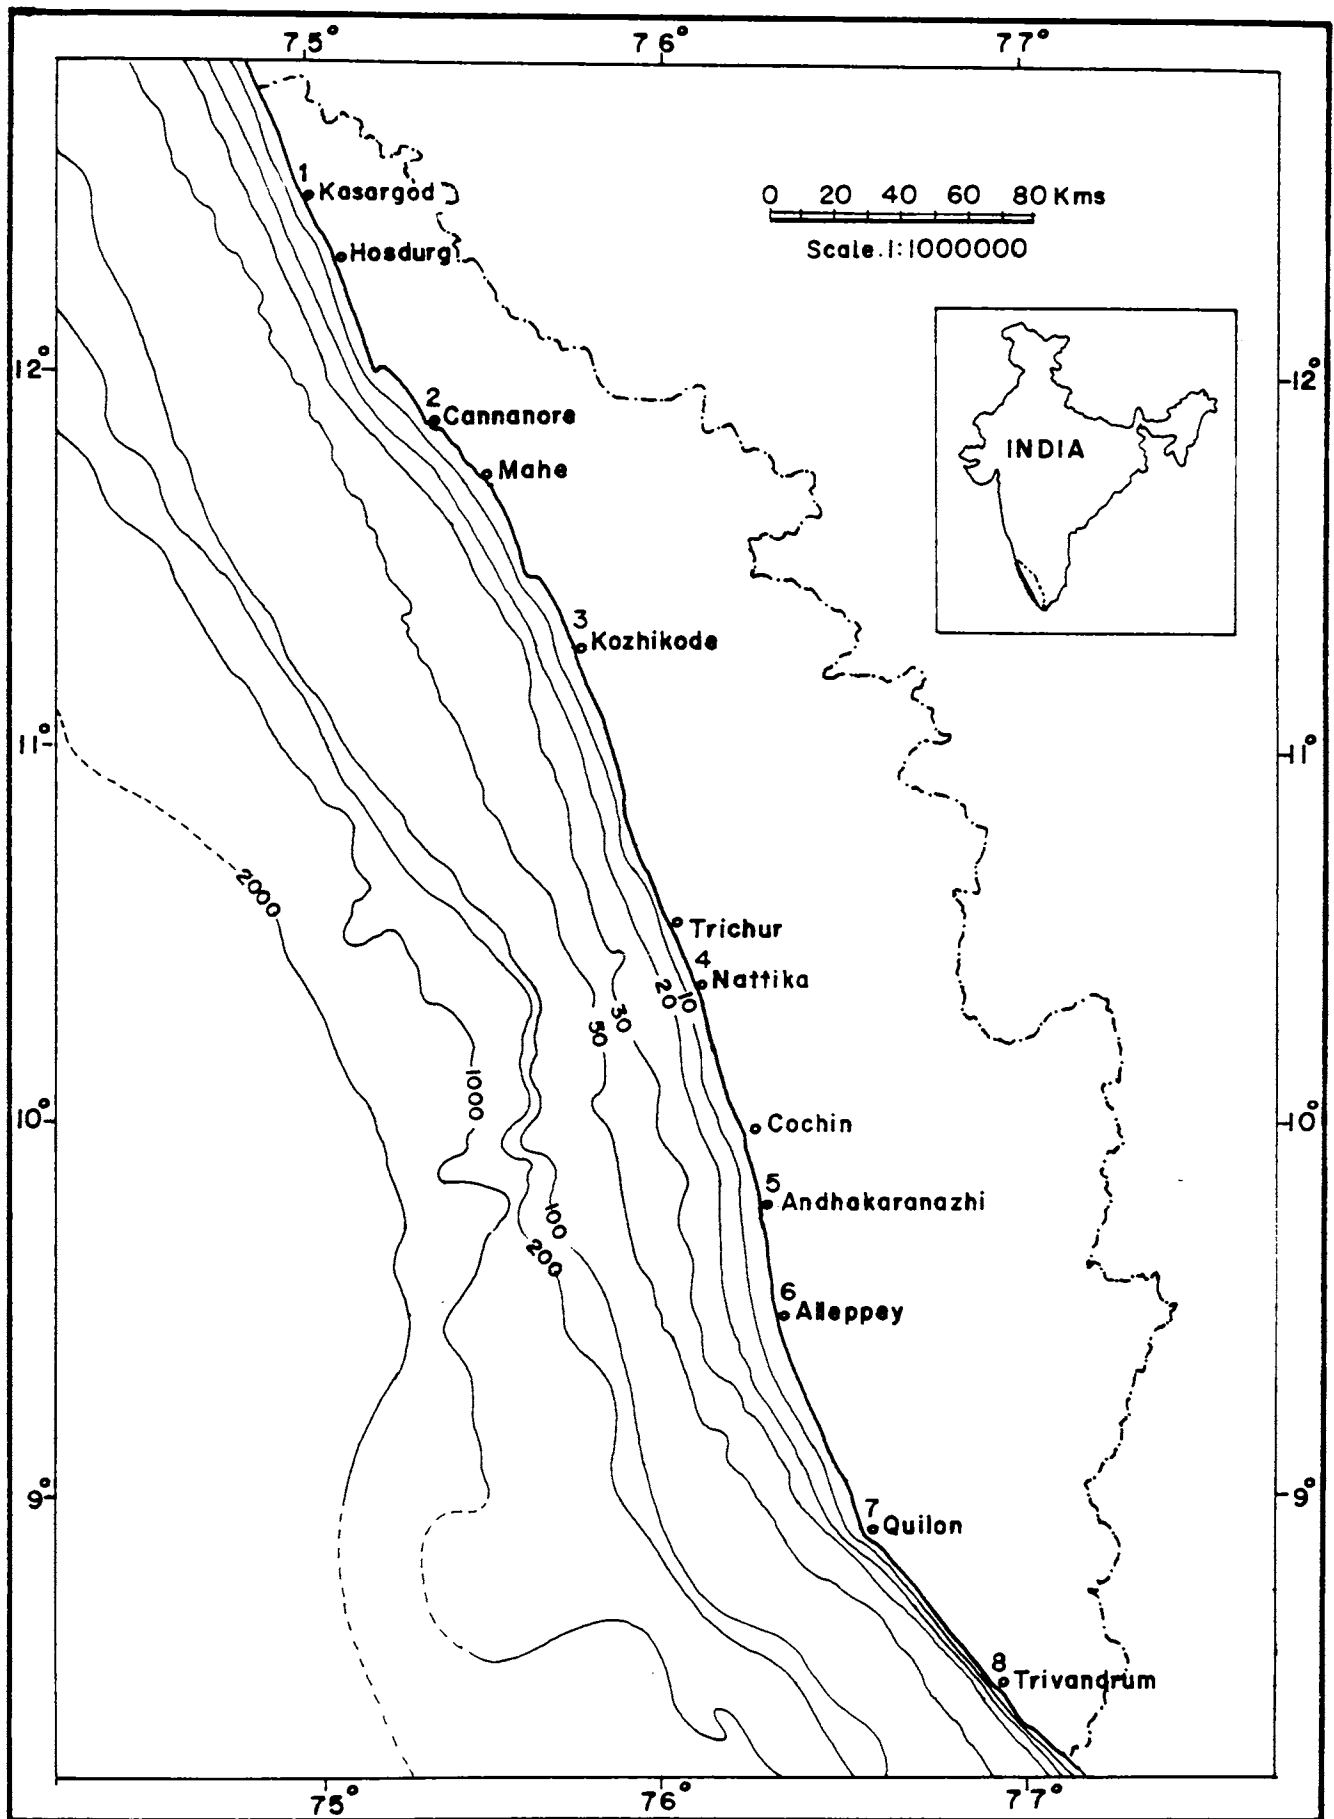 75° 76° 77°
1
Kasargod
0 20 40 60 80 Kms
Scale.1:1000000
Hosdurg
12° 12°
2
Cannanore
INDIA
Mahe
3
Kozhikode
11° 11°
2000
Trichur
4
Nattika
20 10
50 30
1000
10° 10°
Cochin
5
Andhakaranazhi
100
200
6
Alleppey
9° 9°
7
Quilon
8
Trivandrum
75° 76° 77°